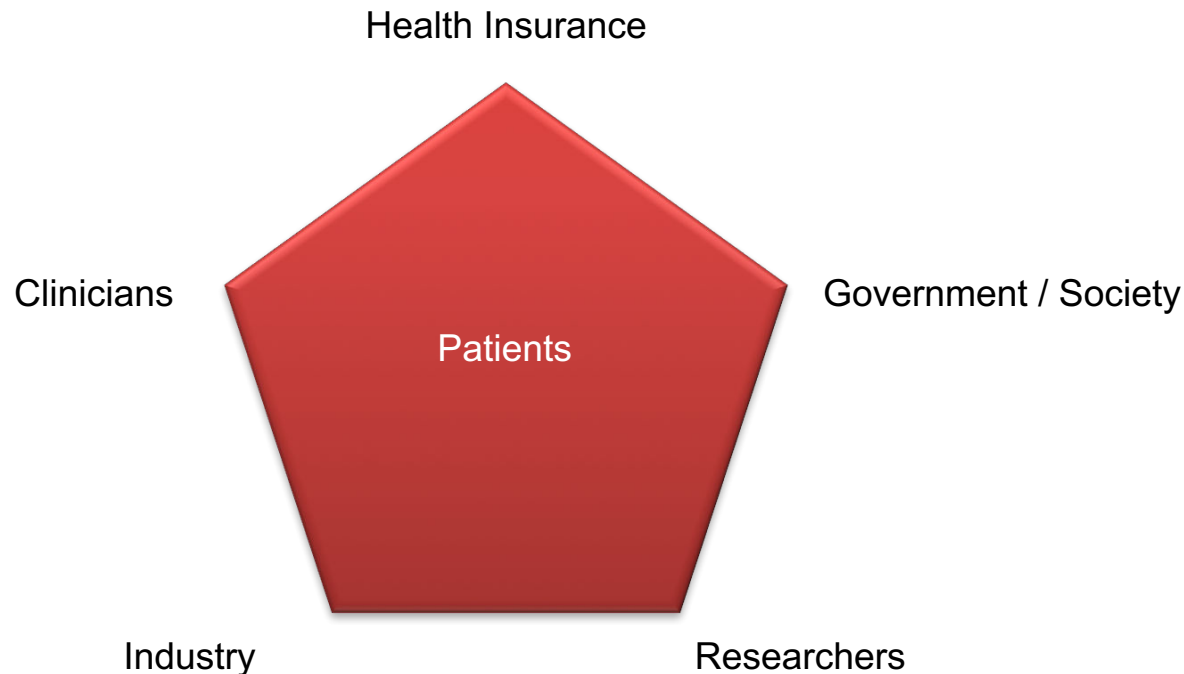 Health Insurance
Clinicians
Government / Society
Patients
Industry
Researchers